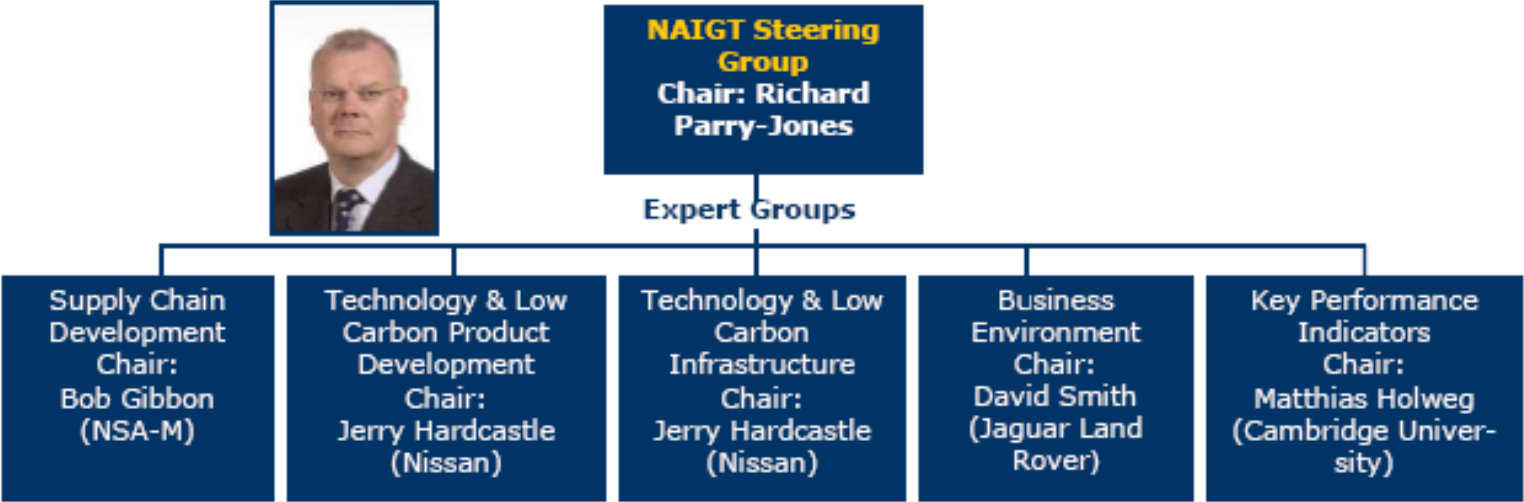 NAIGT Steering
Group
Chair: Richard
Parry-Jones
Expert Groups
Supply Chain
Development
Chair:
Bob Gibbon
(NSA-M)
Technology & Low
Carbon Product
Development
Chair:
Jerry Hardcastle
(Nissan)
Technology & Low
Carbon
Infrastructure
Chair:
Jerry Hardcastle
(Nissan)
Business
Environment
Chair:
David Smith
(Jaguar Land
Rover)
Key Performance
Indicators
Chair:
Matthias Holweg
(Cambridge Univer-
sity)